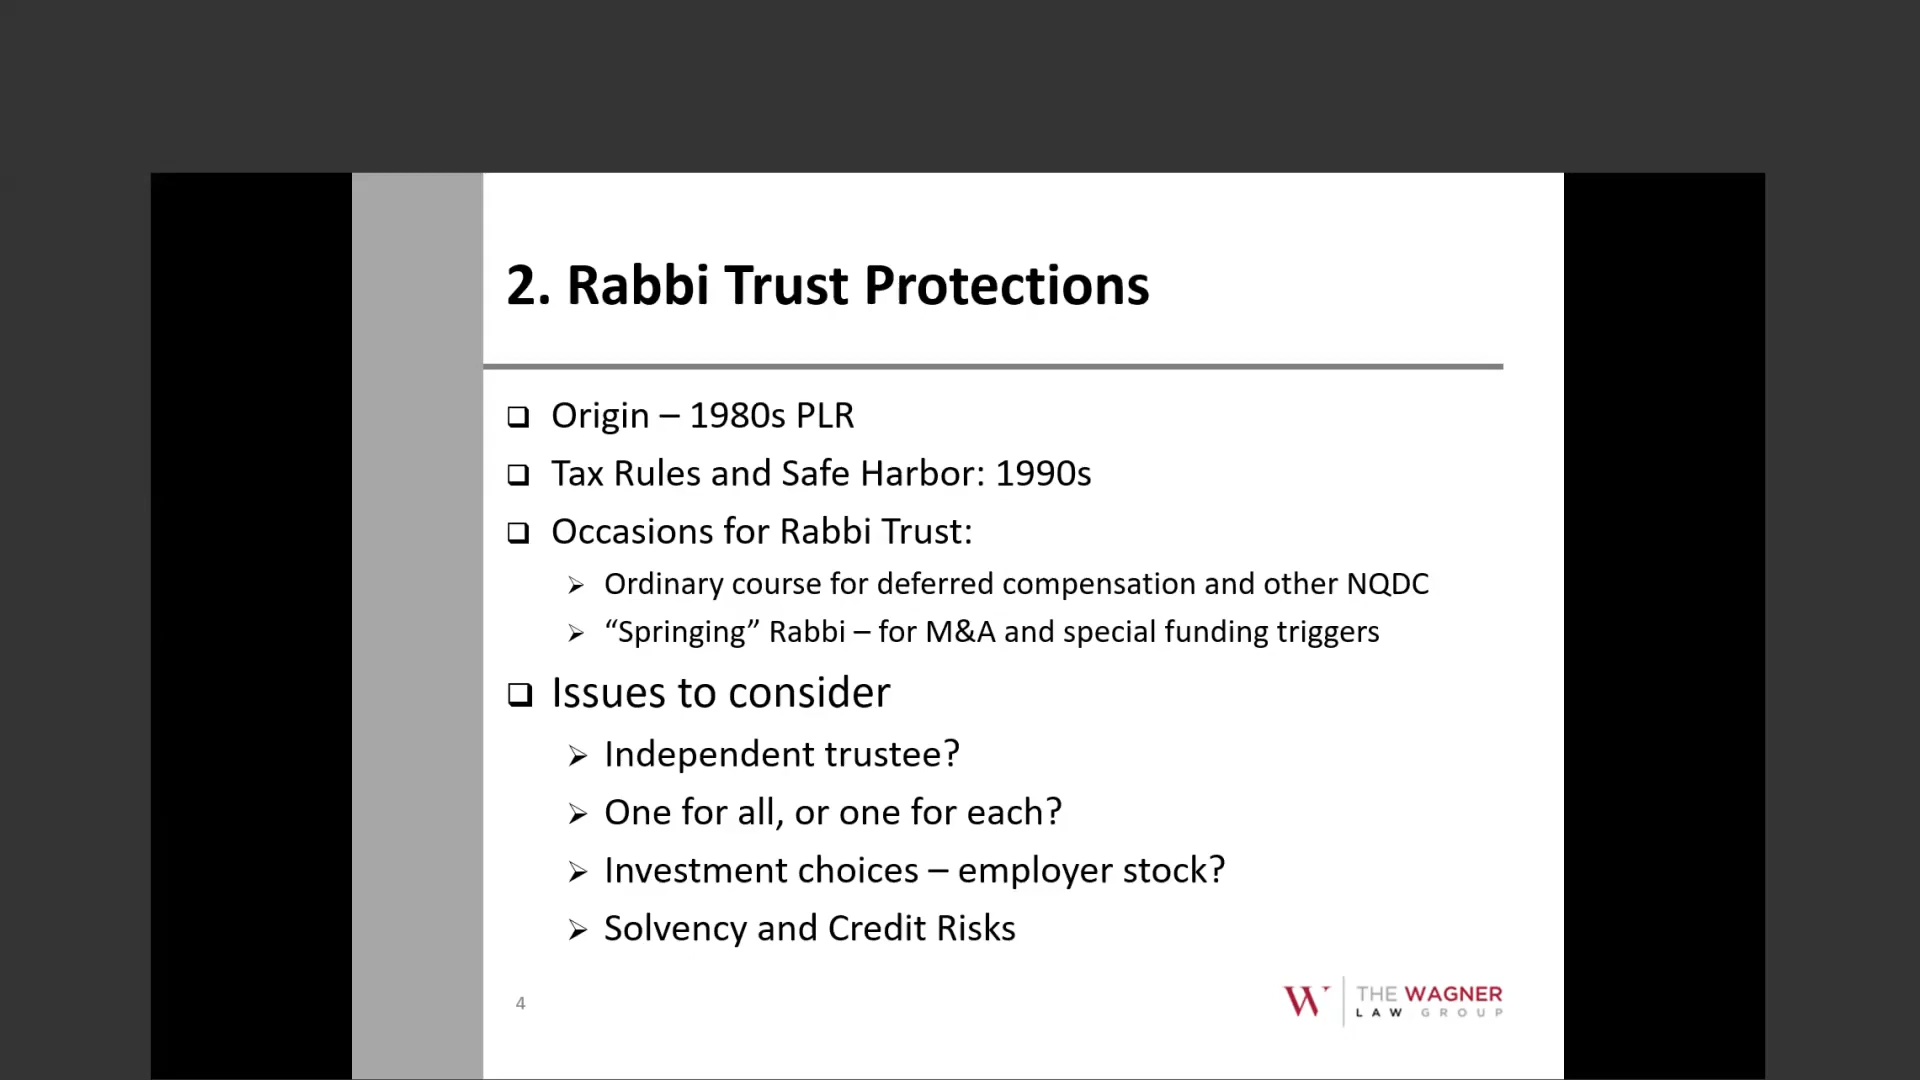 2. Rabbi Trust Protections
Origin – 1980s PLR
Tax Rules and Safe Harbor: 1990s
Occasions for Rabbi Trust:
Ordinary course for deferred compensation and other NQDC
“Springing” Rabbi – for M&A and special funding triggers
Issues to consider
Independent trustee?
One for all, or one for each?
Investment choices – employer stock?
Solvency and Credit Risks
4
W
THE WAGNER
LAW GROUP